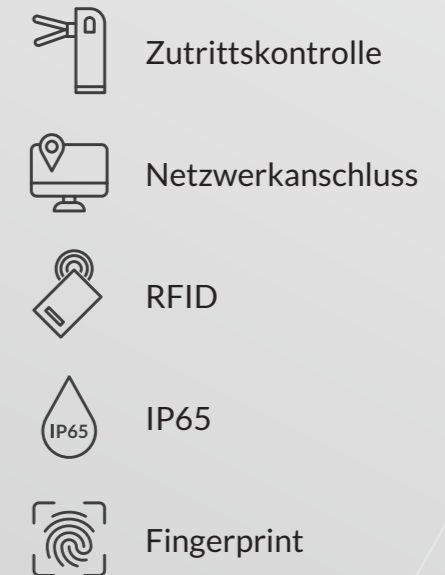 Zutrittskontrolle
Netzwerkanschluss
RFID
IP65
IP65
Fingerprint